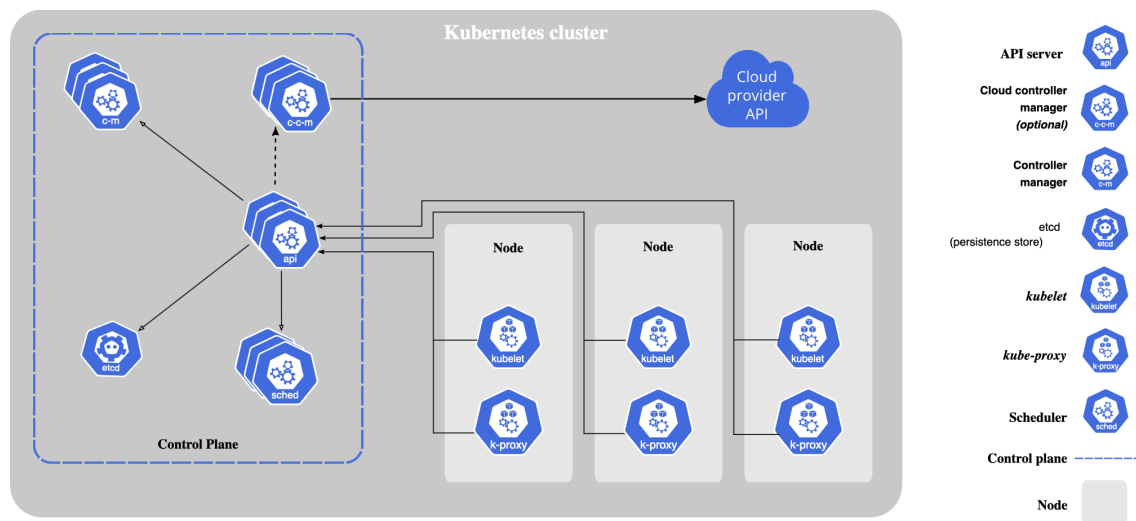 Kubernetes cluster
c-m
c-c-m
Cloud
provider
API
api
etcd
sched
Control Plane
Node
Node
Node
kubelet
kubelet
kubelet
k-proxy
k-proxy
k-proxy
API server
api
Cloud controller
manager
(optional)
c-c-m
Controller
manager
c-m
etcd
(persistence store)
etcd
kubelet
kubelet
kube-proxy
k-proxy
Scheduler
sched
Control plane
Node